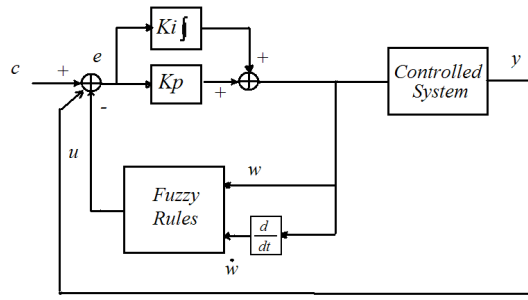 Ki∫
e
+
c
+
Kp
+
-
Controlled
System
y
u
w
Fuzzy
Rules
d
dt
ẇ